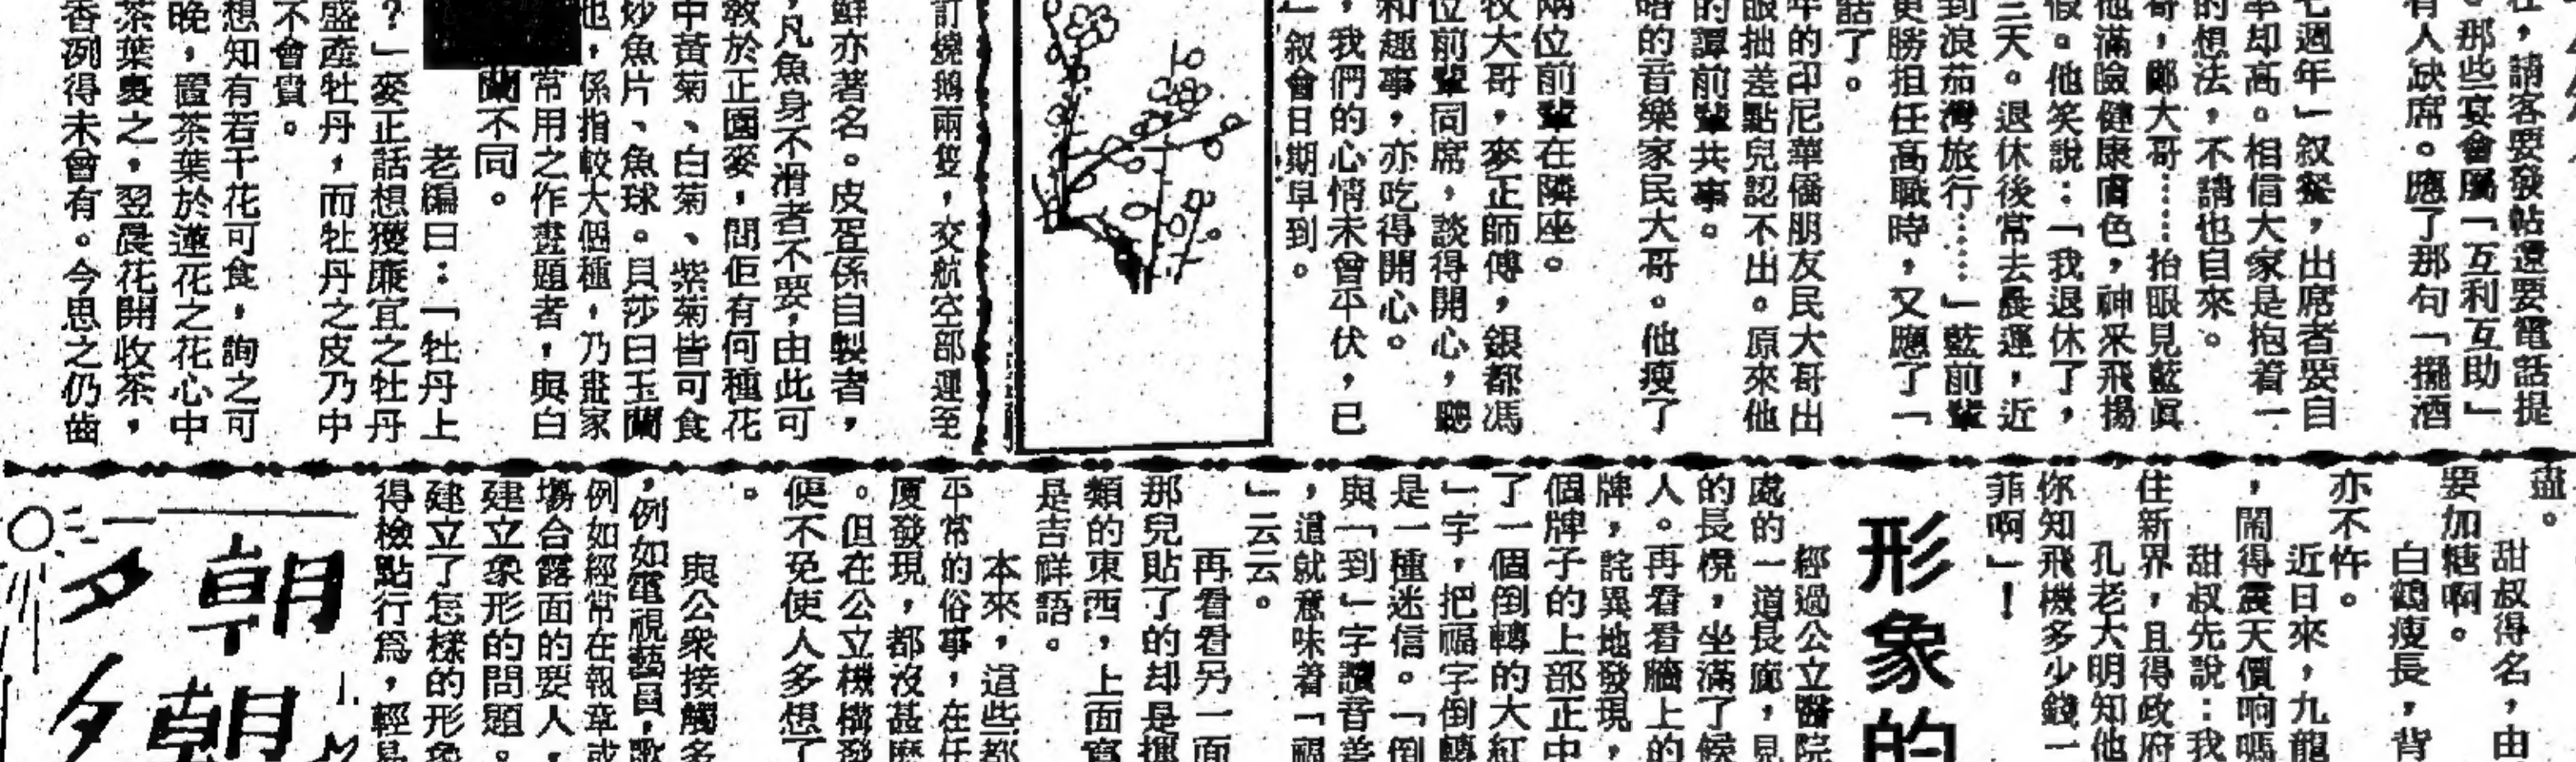 社，請客要發帖還要電話提
。那些宴會屬「互利互助」
有人缺席。應了那句「擺酒
七週年」叙餐，出席者要自
率却高。相信大家是抱着一
的想法，不請也自來。
哥，鄺大哥……抬眼見藍眞
他滿臉健康膚色，神采飛揚
假。他笑說：「我退休了，
三天。退休後常去晨運，近
到浪茄灣旅行……」藍前輩
更勝担任高職時，又應了「
話了。
年的印尼華僑朋友民大哥出
眼拙差點兒認不出。原來他
的譚前輩共事。
唔的音樂家民大哥。他瘦了
兩位前輩在隣座。
牧大哥，麥正師傅，銀都馮
位前輩同席，談得開心，聽
和趣事，亦吃得開心。
，我們的心情未曾平伏，已
」叙會日期早到。
訂燒鵝兩隻，交航空部運至
鮮亦著名。皮蛋係自製者，
，凡魚身不滑者不要，由此可
敎於正園麥，問佢有何種花
中黃菊、白菊、紫菊皆可食
炒魚片、魚球。貝莎曰玉蘭
也，係指較大個種，乃畫家
常用之作畫題者，與白
蘭不同。
老編曰：「牡丹上
？」麥正話想獲廉宜之牡丹
盛產牡丹，而牡丹之皮乃中
不會貴。
想知有若干花可食，詢之可
晚，置茶葉於蓮花之花心中
茶葉裹之，翌晨花開收茶，
香冽得未曾有。今思之仍齒
盡。
甜叔得名，由
要加糖啊。
白鶴瘦長，背
亦不怍。
近日來，九龍
，鬧得震天價响嗎
甜叔先說：我
住新界，且得政府
孔老大明知他
你知飛機多少錢一
菲啊」！
形象的
經過公立醫院
處的一道長廊，見
的長櫈，坐滿了候
人。再看看牆上的
牌，詫異地發現，
個牌子的上部正中
了一個倒轉的大紅
」字，把福字倒轉
是一種迷信。「倒
與「到」字讀音差
，這就意味着「福
」云云。
再看看另一面
那兒貼了的却是揮
類的東西，上面寫
是吉祥語。
本來，這些都
平常的俗事，在任
厦發現，都沒甚麽
。但在公立機構發
便不免使人多想了
。
與公衆接觸多
，例如電視藝員，歌
例如經常在報章或
場合露面的要人，
建立象形的問題。
建立了怎樣的形象
得檢點行爲，輕易
朝朝
夕夕